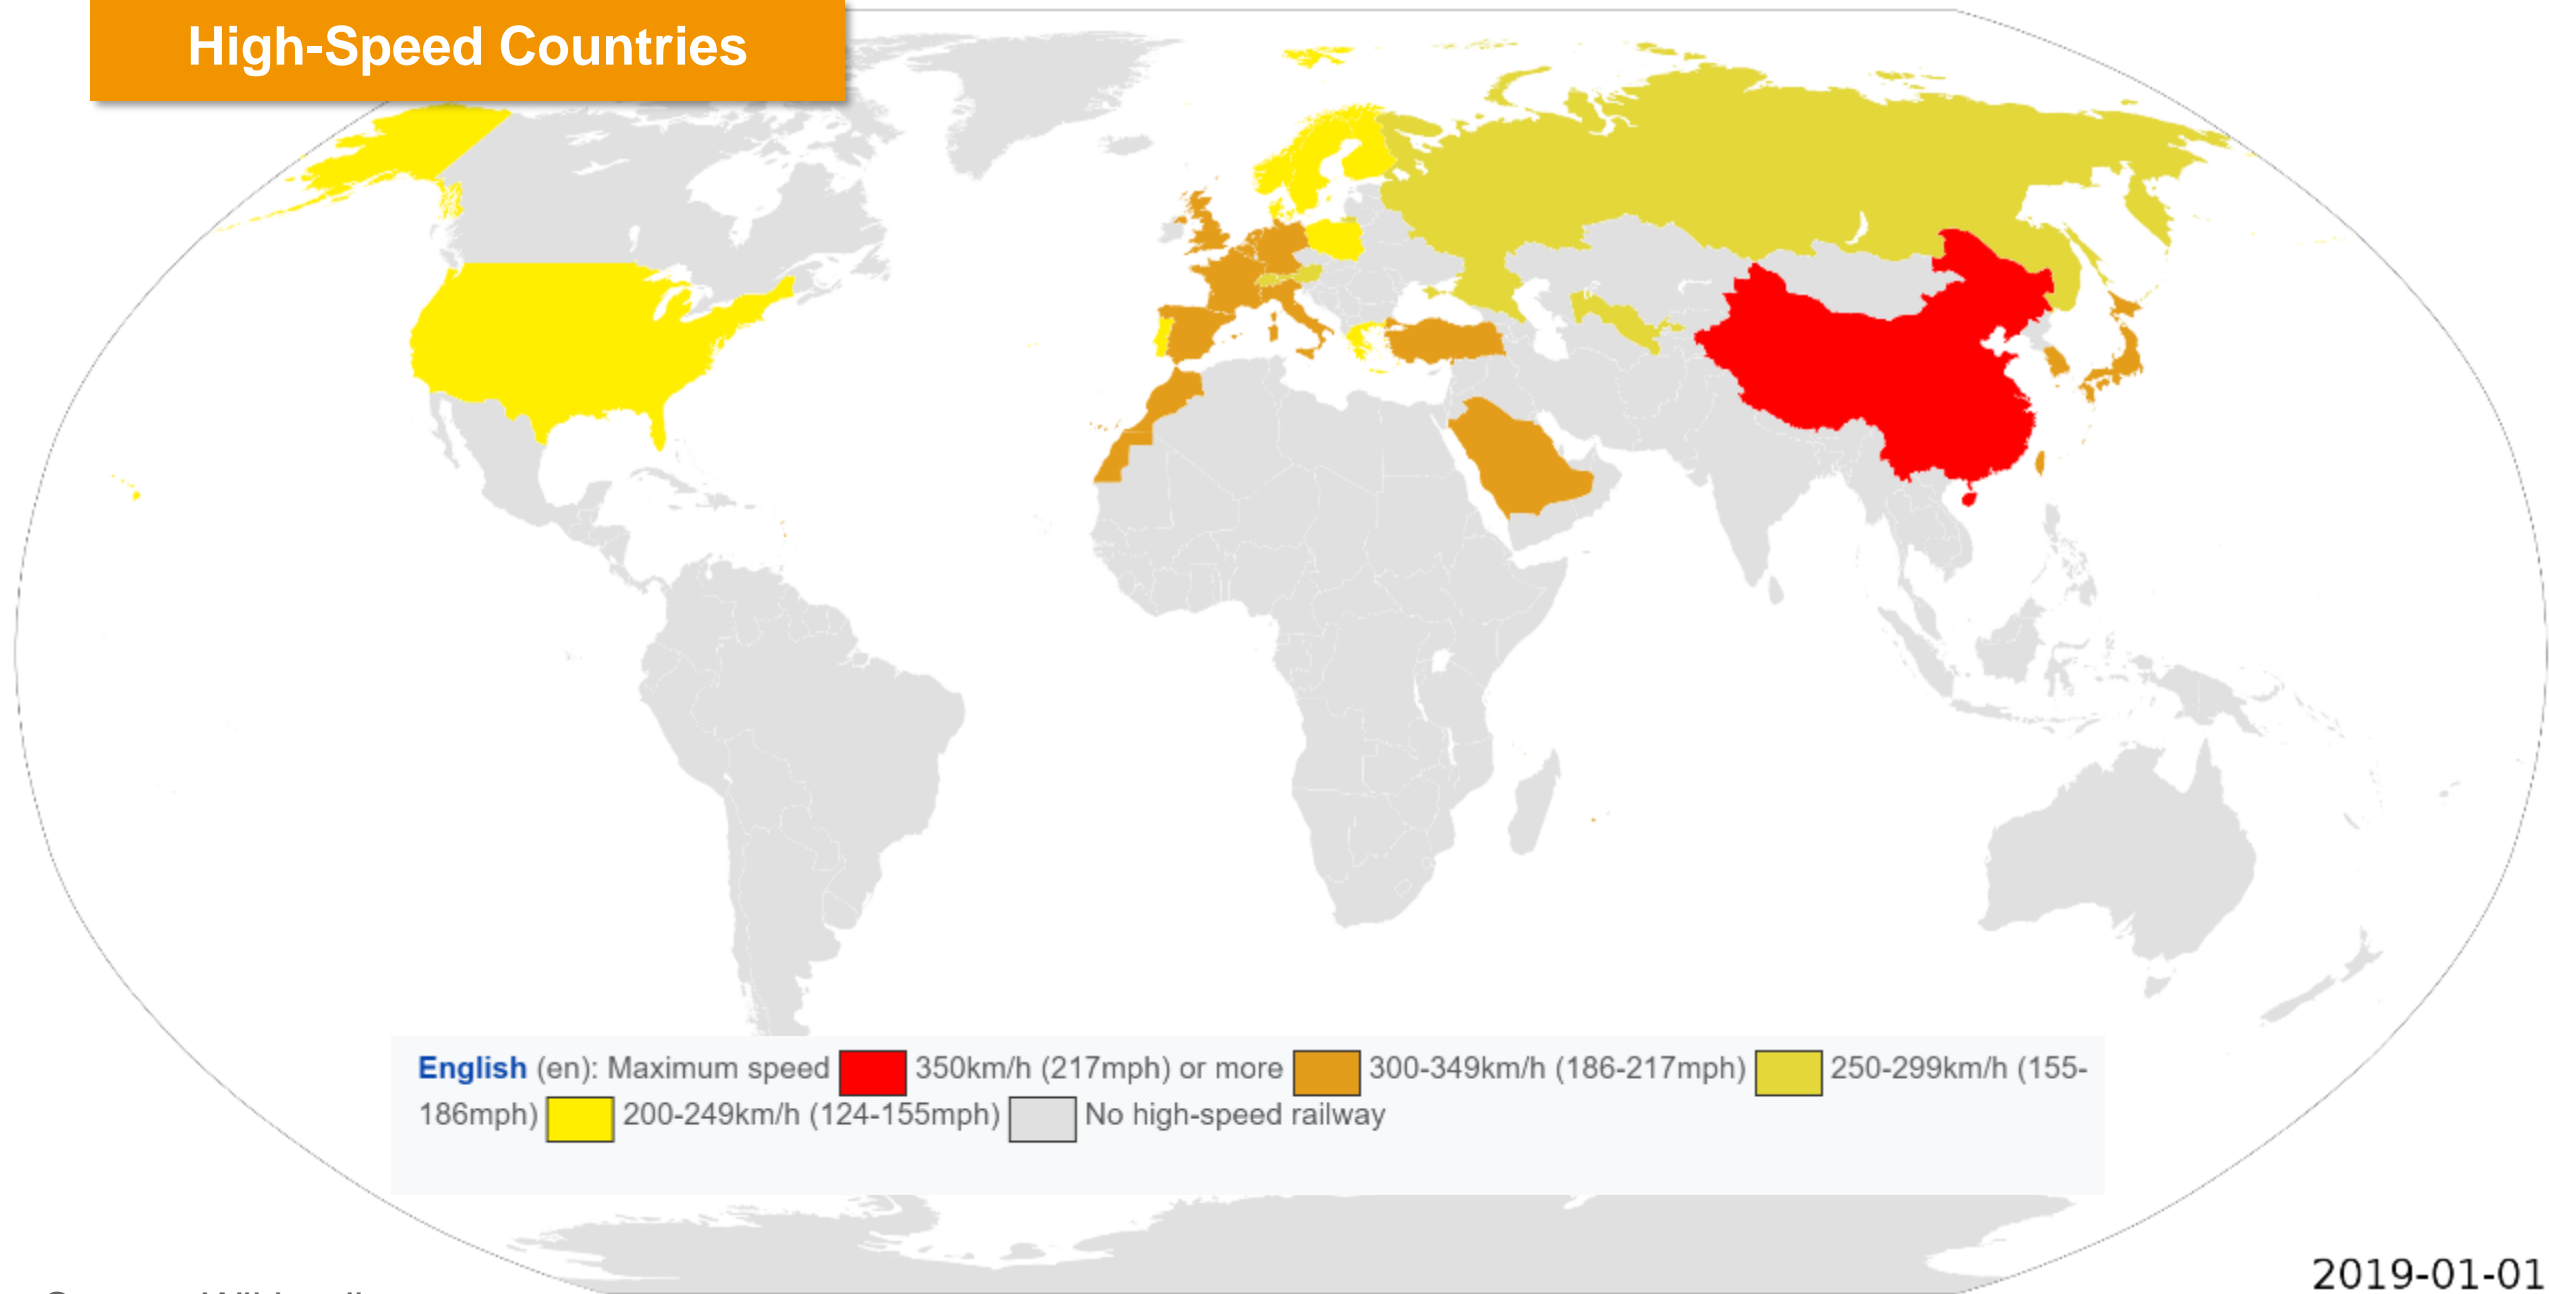 High-Speed Countries
English (en): Maximum speed 350km/h (217mph) or more 300-349km/h (186-217mph) 250-299km/h (155-
186mph) 200-249km/h (124-155mph) No high-speed railway
2019-01-01